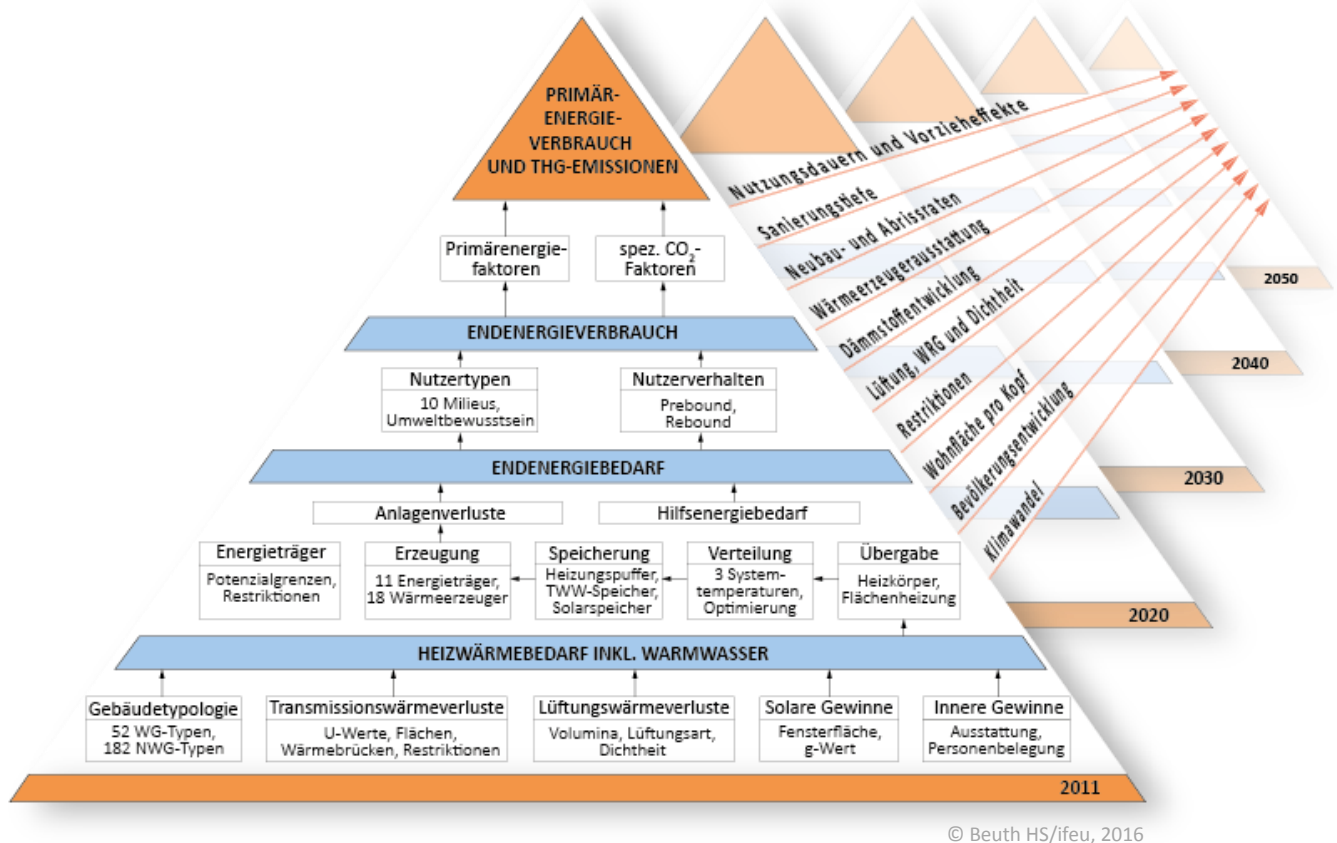 PRIMÄR-
ENERGIE-
VERBRAUCH
UND THG-EMISSIONEN
Primärenergie-
faktoren
spez. CO₂-
Faktoren
ENDENERGIEVERBRAUCH
Nutzertypen
10 Milieus,
Umweltbewusstsein
Nutzerverhalten
Prebound,
Rebound
ENDENERGIEBEDARF
Anlagenverluste
Hilfsenergiebedarf
Energieträger
Potenzialgrenzen,
Restriktionen
Erzeugung
11 Energieträger,
18 Wärmeerzeuger
Speicherung
Heizungspuffer,
TWW-Speicher,
Solarspeicher
Verteilung
3 System-
temperaturen,
Optimierung
Übergabe
Heizkörper,
Flächenheizung
HEIZWÄRMEBEDARF INKL. WARMWASSER
Gebäudetypologie
52 WG-Typen,
182 NWG-Typen
Transmissionswärmeverluste
U-Werte, Flächen,
Wärmebrücken, Restriktionen
Lüftungswärmeverluste
Volumina, Lüftungsart,
Dichtheit
Solare Gewinne
Fensterfläche,
g-Wert
Innere Gewinne
Ausstattung,
Personenbelegung
2011
Nutzungsdauern und Vorzieheffekte
Sanierungstiefe
Neubau- und Abrissraten
Wärmeerzeugerausstattung
Dämmstoffentwicklung
Lüftung, WRG und Dichtheit
Restriktionen
Wohnfläche pro Kopf
Bevölkerungsentwicklung
Klimawandel
2050
2040
2030
2020
© Beuth HS/ifeu, 2016